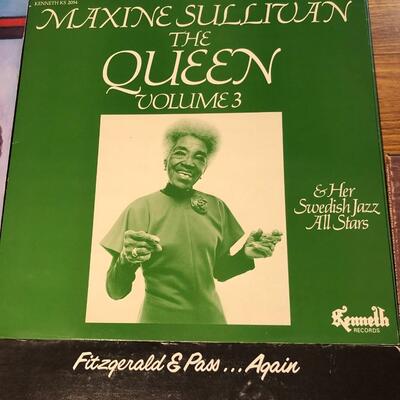 KENNETH KS 2054
MAXINE SULLIVAN
THE
QUEEN
VOLUME 3
& Her
Swedish Jazz
All Stars
Kenneth
RECORDS
Fitzgerald & Pass... Again